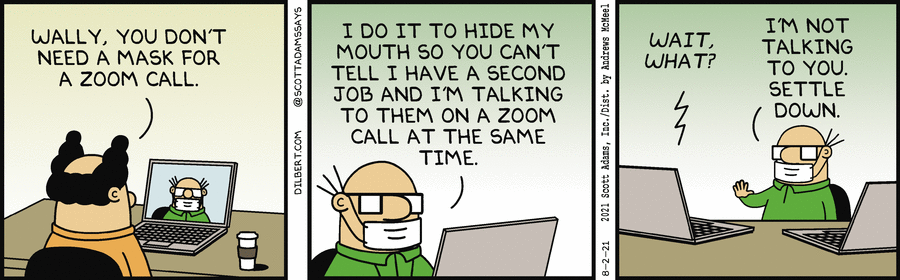 WALLY, YOU DON'T
NEED A MASK FOR
A ZOOM CALL.
DILBERT.COM @SCOTTADAMSSAYS
I DO IT TO HIDE MY
MOUTH SO YOU CAN'T
TELL I HAVE A SECOND
JOB AND I'M TALKING
TO THEM ON A ZOOM
CALL AT THE SAME
TIME.
8-2-21 2021 Scott Adams, Inc./Dist. by Andrews McMeel
WAIT,
WHAT?
I'M NOT
TALKING
TO YOU.
SETTLE
DOWN.